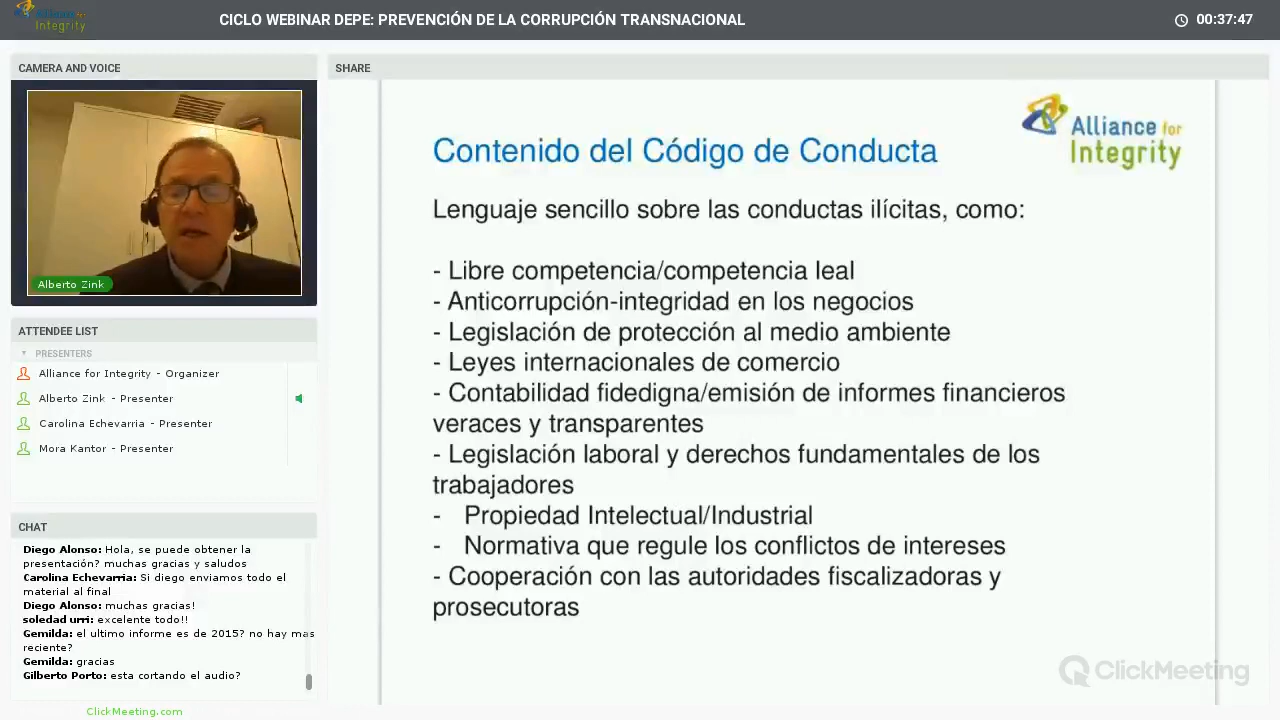 Alliance for
Integrity
CICLO WEBINAR DEPE: PREVENCIÓN DE LA CORRUPCIÓN TRANSNACIONAL
00:37:47
CAMERA AND VOICE
Alberto Zink
ATTENDEE LIST
PRESENTERS
Alliance for Integrity - Organizer
Alberto Zink - Presenter
Carolina Echevarria - Presenter
Mora Kantor - Presenter
CHAT
Diego Alonso: Hola, se puede obtener la
presentación? muchas gracias y saludos
Carolina Echevarria: Si diego enviamos todo el
material al final
Diego Alonso: muchas gracias!
soledad urri: excelente todo!!
Gemilda: el ultimo informe es de 2015? no hay mas
reciente?
Gemilda: gracias
Gilberto Porto: esta cortando el audio?
ClickMeeting.com
SHARE
Alliance for
Integrity
Contenido del Código de Conducta
Lenguaje sencillo sobre las conductas ilícitas, como:
- Libre competencia/competencia leal
- Anticorrupción-integridad en los negocios
- Legislación de protección al medio ambiente
- Leyes internacionales de comercio
- Contabilidad fidedigna/emisión de informes financieros
veraces y transparentes
- Legislación laboral y derechos fundamentales de los
trabajadores
- Propiedad Intelectual/Industrial
- Normativa que regule los conflictos de intereses
- Cooperación con las autoridades fiscalizadoras y
prosecutoras
ClickMeeting